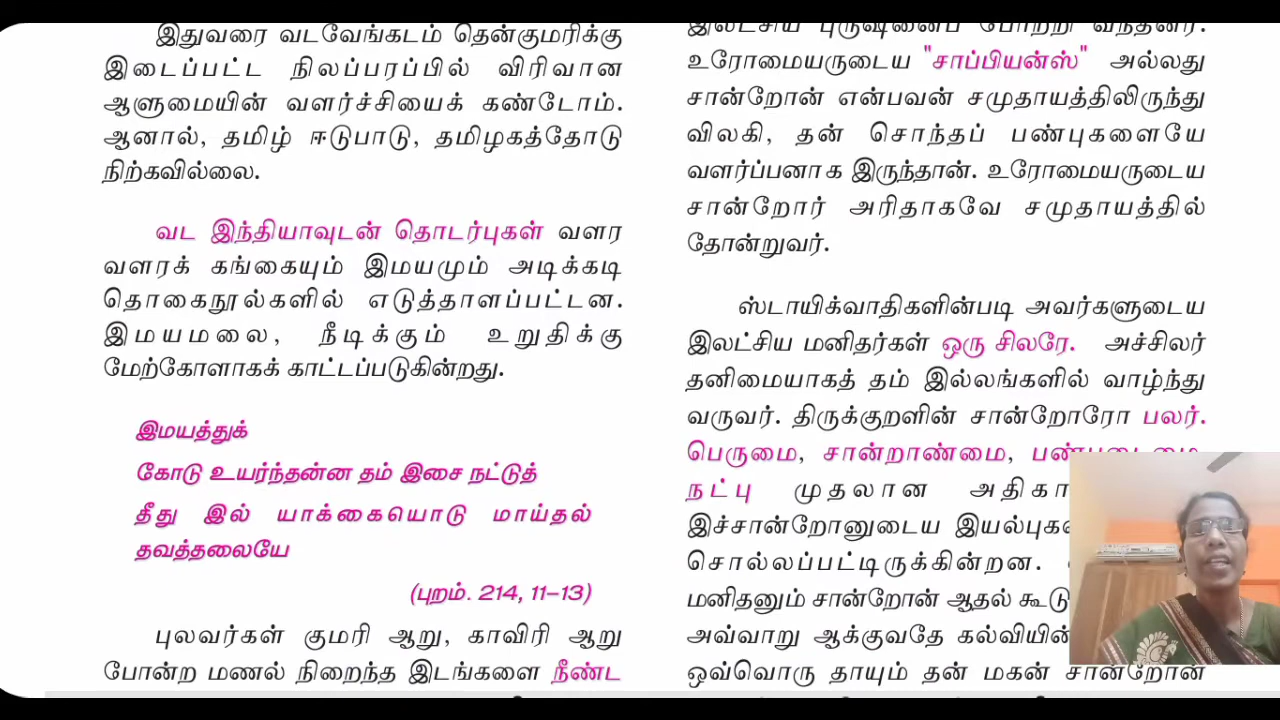 இதுவரை வடவேங்கடம் தென்குமரிக்கு
இடைப்பட்ட நிலப்பரப்பில் விரிவான
ஆளுமையின் வளர்ச்சியைக் கண்டோம்.
ஆனால், தமிழ் ஈடுபாடு, தமிழகத்தோடு
நிற்கவில்லை.
வட இந்தியாவுடன் தொடர்புகள் வளர
வளரக் கங்கையும் இமயமும் அடிக்கடி
தொகைநூல்களில் எடுத்தாளப்பட்டன.
இமயமலை, நீடிக்கும் உறுதிக்கு
மேற்கோளாகக் காட்டப்படுகின்றது.
இமயத்துக்
கோடு உயர்ந்தன்ன தம் இசை நட்டுத்
தீது இல் யாக்கையொடு மாய்தல்
தவத்தலையே
(புறம். 214, 11–13)
புலவர்கள் குமரி ஆறு, காவிரி ஆறு
போன்ற மணல் நிறைந்த இடங்களை நீண்ட
இலட்சிய புருஷனைப் போற்றி வந்தனர்.
உரோமையருடைய "சாப்பியன்ஸ்" அல்லது
சான்றோன் என்பவன் சமுதாயத்திலிருந்து
விலகி, தன் சொந்தப் பண்புகளையே
வளர்ப்பனாக இருந்தான். உரோமையருடைய
சான்றோர் அரிதாகவே சமுதாயத்தில்
தோன்றுவர்.
ஸ்டாயிக்வாதிகளின்படி அவர்களுடைய
இலட்சிய மனிதர்கள் ஒரு சிலரே. அச்சிலர்
தனிமையாகத் தம் இல்லங்களில் வாழ்ந்து
வருவர். திருக்குறளின் சான்றோரோ பலர்.
பெருமை, சான்றாண்மை, பண்புடைமை
நட்பு முதலான
இச்சான்றோனுடைய
சொல்லப்பட்டிருக்கின்றன.
மனிதனும் சான்றோன் ஆதல்
அவ்வாறு ஆக்குவதே
ஒவ்வொரு தாயும் தன் மகன் சான்றோன்